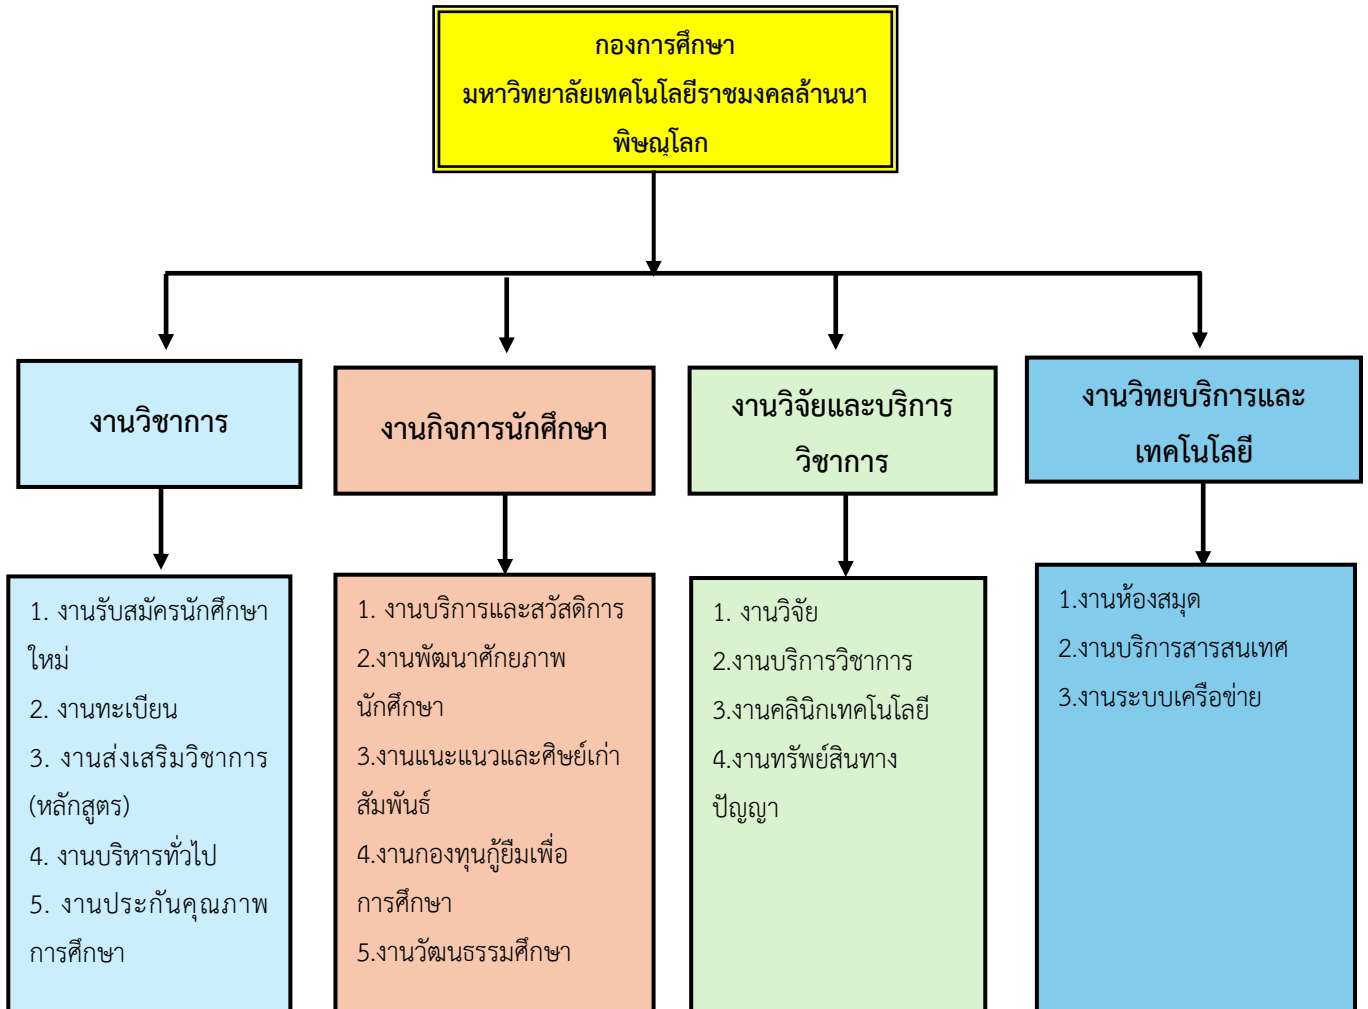 กองการศึกษา
มหาวิทยาลัยเทคโนโลยีราชมงคลล้านนา
พิษณุโลก
งานวิชาการ
งานกิจการนักศึกษา
งานวิจัยและบริการ
วิชาการ
งานวิทยบริการและ
เทคโนโลยี
1. งานรับสมัครนักศึกษา
ใหม่
2. งานทะเบียน
3. งานส่งเสริมวิชาการ
(หลักสูตร)
4. งานบริหารทั่วไป
5. งานประกันคุณภาพ
การศึกษา
1. งานบริการและสวัสดิการ
2.งานพัฒนาศักยภาพ
นักศึกษา
3.งานแนะแนวและศิษย์เก่า
สัมพันธ์
4.งานกองทุนกู้ยืมเพื่อ
การศึกษา
5.งานวัฒนธรรมศึกษา
1. งานวิจัย
2.งานบริการวิชาการ
3.งานคลินิกเทคโนโลยี
4.งานทรัพย์สินทาง
ปัญญา
1.งานห้องสมุด
2.งานบริการสารสนเทศ
3.งานระบบเครือข่าย